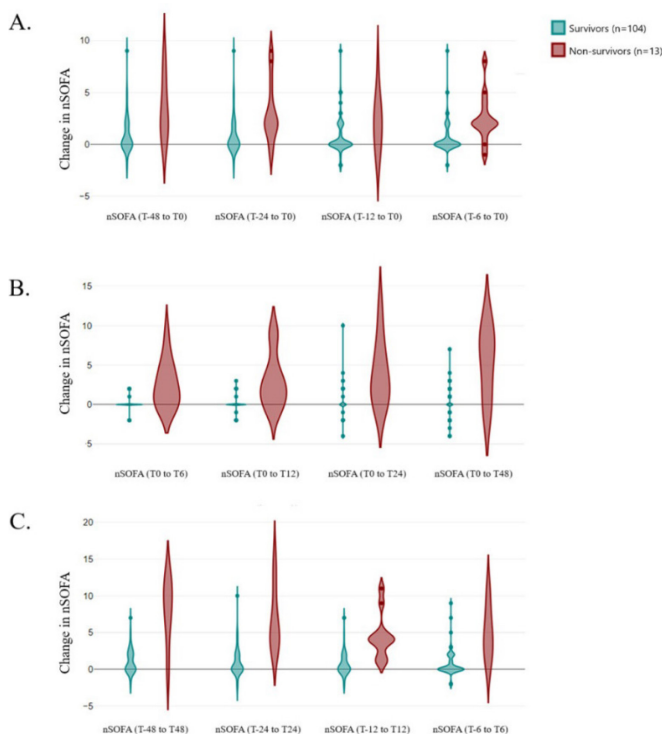 A.
Survivors (n=104)
Non-survivors (n=13)
Change in nSOFA
10
5
0
−5
nSOFA (T-48 to T0) nSOFA (T-24 to T0) nSOFA (T-12 to T0) nSOFA (T-6 to T0)
B.
Change in nSOFA
15
10
5
0
5
nSOFA (T0 to T6) nSOFA (T0 to T12) nSOFA (T0 to T24) nSOFA (T0 to T48)
C.
Change in nSOFA
20
15
10
5
0
−5
nSOFA (T-48 to T48) nSOFA (T-24 to T24) nSOFA (T-12 to T12) nSOFA (T-6 to T6)